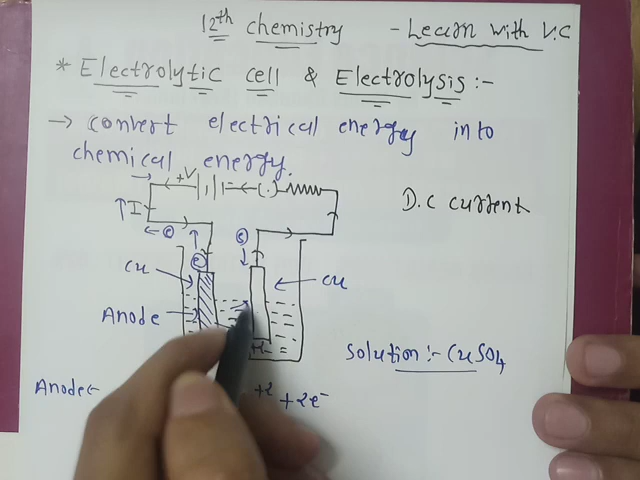 12th chemistry - Learn with V.C
* Electrolytic cell & Electrolysis :-
→ convert electrical energy into
chemical energy.
+V
D.C current
↑ I
← e
e
e
Cu
Cu
Anode
Solution :- CuSO4
Anode
+2 + 2e-